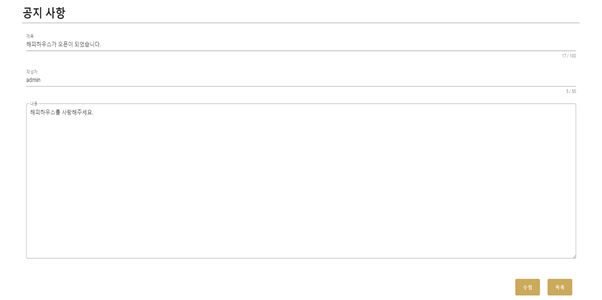 공지 사항
제목
해피하우스가 오픈이 되었습니다.
17 / 100
작성자
admin
5 / 50
내용
해피하우스를 사랑해주세요.
수정
목록